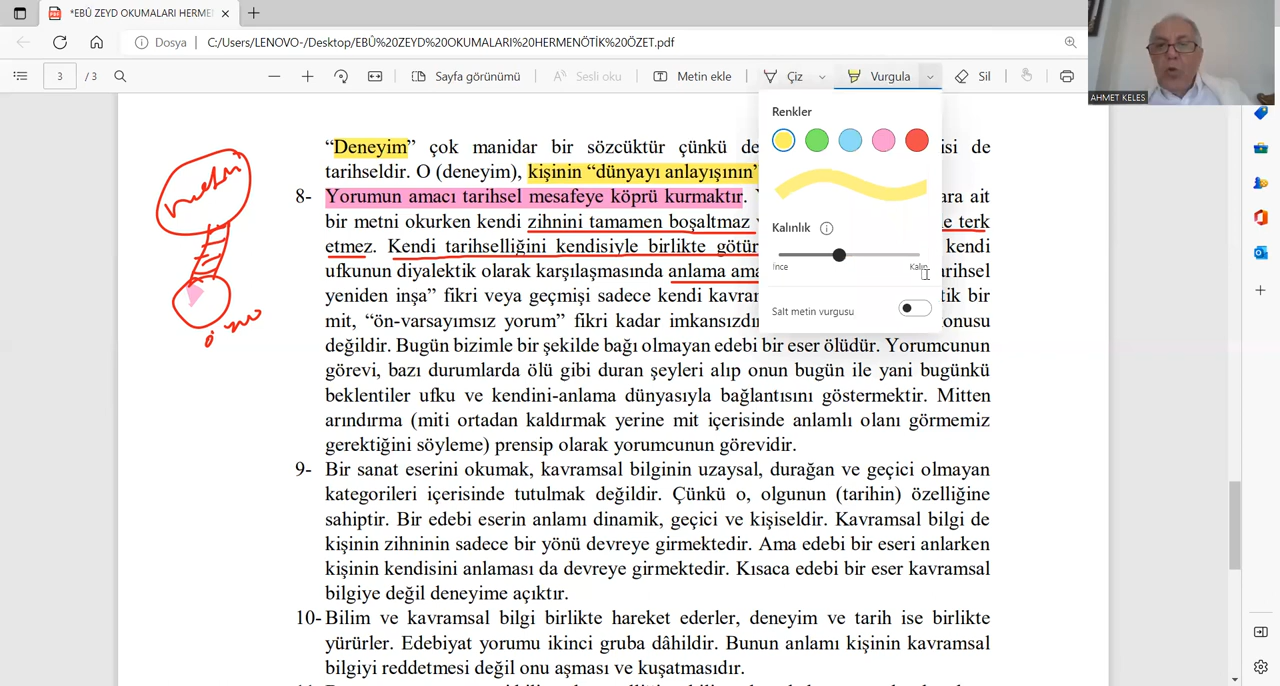 *EBÛ ZEYD OKUMALARI HERMEN
Dosya C:/Users/LENOVO-/Desktop/EBÛ%20ZEYD%20OKUMALARI%20HERMENÖTİK%20ÖZET.pdf
3 / 3 Sayfa görünümü Sesli oku Metin ekle Çiz Vurgula Sil
AHMET KELES
Renkler
Kalınlık
İnce Kalın
Salt metin vurgusu
metin
“Deneyim” çok manidar bir sözcüktür çünkü de isi de
tarihseldir. O (deneyim), kişinin “dünyayı anlayışının”
8- Yorumun amacı tarihsel mesafeye köprü kurmaktır. ara ait
bir metni okurken kendi zihnini tamamen boşaltmaz e terk
etmez. Kendi tarihselliğini kendisiyle birlikte götür kendi
ufkunun diyalektik olarak karşılaşmasında anlama ama arihsel
yeniden inşa” fikri veya geçmişi sadece kendi kavra tik bir
mit, “ön-varsayımsız yorum” fikri kadar imkansızdı onusu
değildir. Bugün bizimle bir şekilde bağı olmayan edebi bir eser ölüdür. Yorumcunun
görevi, bazı durumlarda ölü gibi duran şeyleri alıp onun bugün ile yani bugünkü
beklentiler ufku ve kendini-anlama dünyasıyla bağlantısını göstermektir. Mitten
arındırma (miti ortadan kaldırmak yerine mit içerisinde anlamlı olanı görmemiz
gerektiğini söyleme) prensip olarak yorumcunun görevidir.
9- Bir sanat eserini okumak, kavramsal bilginin uzaysal, durağan ve geçici olmayan
kategorileri içerisinde tutulmak değildir. Çünkü o, olgunun (tarihin) özelliğine
sahiptir. Bir edebi eserin anlamı dinamik, geçici ve kişiseldir. Kavramsal bilgi de
kişinin zihninin sadece bir yönü devreye girmektedir. Ama edebi bir eseri anlarken
kişinin kendisini anlaması da devreye girmektedir. Kısaca edebi bir eser kavramsal
bilgiye değil deneyime açıktır.
10- Bilim ve kavramsal bilgi birlikte hareket ederler, deneyim ve tarih ise birlikte
yürürler. Edebiyat yorumu ikinci gruba dâhildir. Bunun anlamı kişinin kavramsal
bilgiyi reddetmesi değil onu aşması ve kuşatmasıdır.